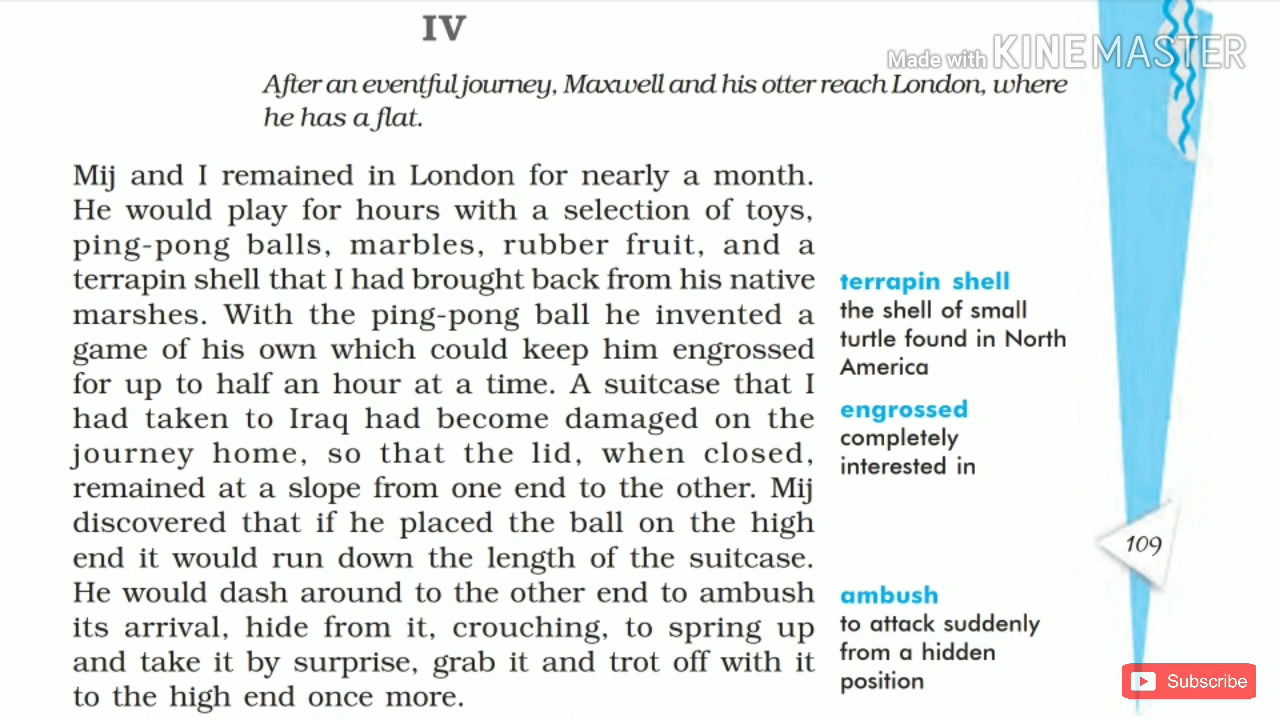 IV
Made with KINEMASTER
After an eventful journey, Maxwell and his otter reach London, where
he has a flat.
Mij and I remained in London for nearly a month.
He would play for hours with a selection of toys,
ping-pong balls, marbles, rubber fruit, and a
terrapin shell that I had brought back from his native
marshes. With the ping-pong ball he invented a
game of his own which could keep him engrossed
for up to half an hour at a time. A suitcase that I
had taken to Iraq had become damaged on the
journey home, so that the lid, when closed,
remained at a slope from one end to the other. Mij
discovered that if he placed the ball on the high
end it would run down the length of the suitcase.
He would dash around to the other end to ambush
its arrival, hide from it, crouching, to spring up
and take it by surprise, grab it and trot off with it
to the high end once more.
terrapin shell
the shell of small
turtle found in North
America
engrossed
completely
interested in
109
ambush
to attack suddenly
from a hidden
position
Subscribe